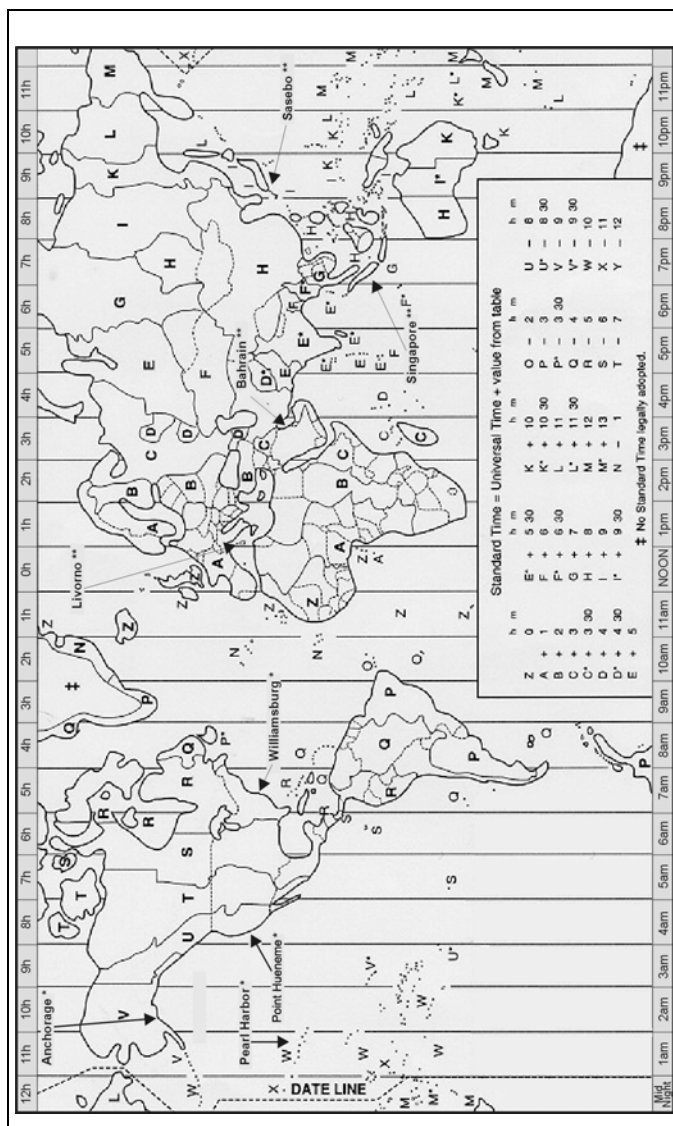 12h 11h 10h 9h 8h 7h 6h 5h 4h 3h 2h 1h 0h 1h 2h 3h 4h 5h 6h 7h 8h 9h 10h 11h
L V T T S R Q ‡ N Z Z A B C D E G I K L M X
Anchorage *
V W U T S R R Q P* P Z Z A B C D F H H I L
Livorno **
Bahrain **
Sasebo **
Point Hueneme *
Williamsburg *
Pearl Harbor *
W V* U* R Q N Z A B C D* E E* F F* G H I K L M
Singapore **
X - DATE LINE
M M* X W S R Q P O Z A B C D E* F G H I* K K* L L* M
Standard Time = Universal Time + value from table
h m h m h m h m h m
Z 0 E* + 5 30 K + 10 O – 2 U – 8
A + 1 F + 6 K* + 10 30 P – 3 U* – 8 30
B + 2 F* + 6 30 L + 11 P* – 3 30 V – 9
C + 3 G + 7 L* + 11 30 Q – 4 V* – 9 30
C* + 3 30 H + 8 M + 12 R – 5 W – 10
D + 4 I + 9 M* + 13 S – 6 X – 11
D* + 4 30 I* + 9 30 N – 1 T – 7 Y – 12
E + 5
‡ No Standard Time legally adopted.
‡
Mid Night 1am 2am 3am 4am 5am 6am 7am 8am 9am 10am 11am NOON 1pm 2pm 3pm 4pm 5pm 6pm 7pm 8pm 9pm 10pm 11pm